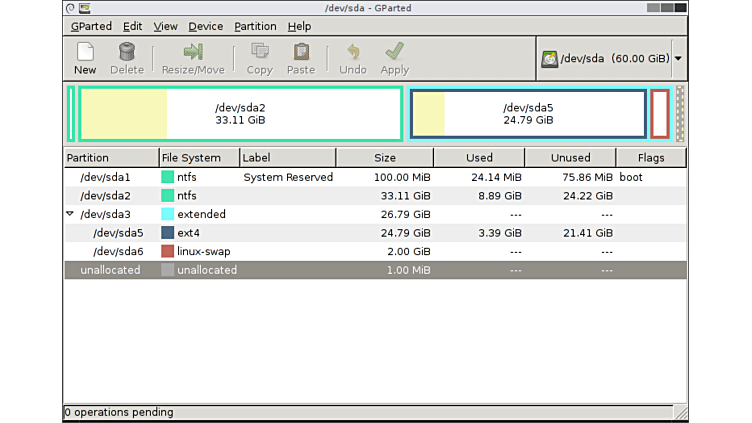 /dev/sda - GParted
GParted Edit View Device Partition Help
New Delete Resize/Move Copy Paste Undo Apply /dev/sda (60.00 GiB)
/dev/sda2 /dev/sda5
33.11 GiB 24.79 GiB
Partition File System Label Size Used Unused Flags
/dev/sda1 ntfs System Reserved 100.00 MiB 24.14 MiB 75.86 MiB boot
/dev/sda2 ntfs 33.11 GiB 8.89 GiB 24.22 GiB
/dev/sda3 extended 26.79 GiB --- ---
/dev/sda5 ext4 24.79 GiB 3.39 GiB 21.41 GiB
/dev/sda6 linux-swap 2.00 GiB --- ---
unallocated unallocated 1.00 MiB --- ---
0 operations pending